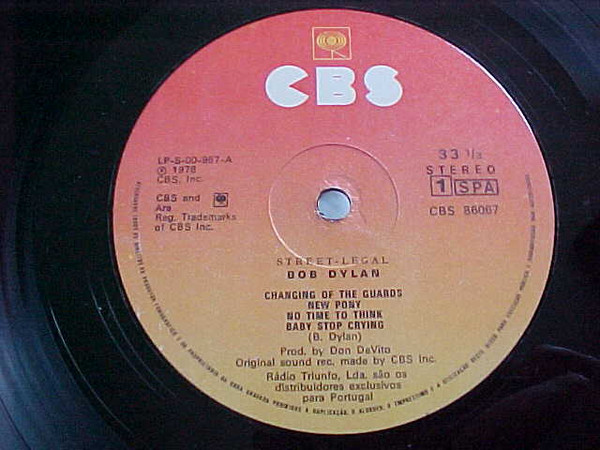 CBS
LP-S-00-967-A
℗ 1978
CBS, Inc.
CBS and
Ara
Reg. Trademarks
of CBS Inc.
33 1/3
STEREO
1 SPA
CBS 86067
STREET-LEGAL
BOB DYLAN
CHANGING OF THE GUARDS
NEW PONY
NO TIME TO THINK
BABY STOP CRYING
(B. Dylan)
Prod. by Don DeVito
Original sound rec. made by CBS Inc.
Rádio Triunfo, Lda. são os
distribuidores exclusivos
para Portugal